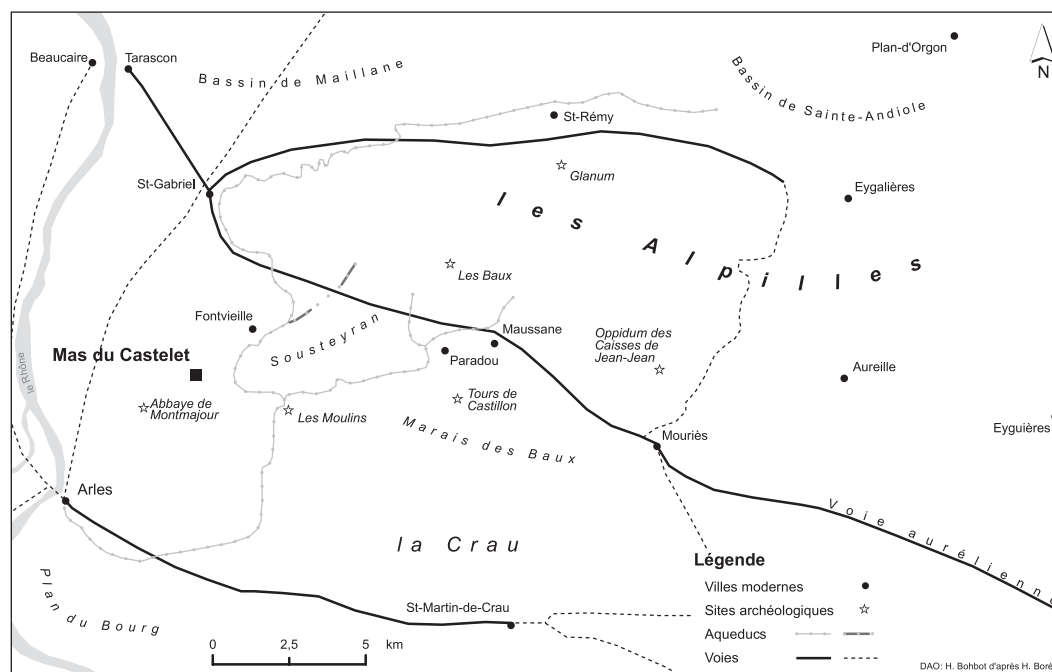 Beaucaire
Tarascon
Bassin de Maillane
Plan-d'Orgon
N
Bassin de Sainte-Andiole
St-Rémy
St-Gabriel
Glanum
Eygalières
les Alpilles
Les Baux
Fontvieille
Sousteyran
Maussane
Oppidum des
Caisses de
Jean-Jean
Mas du Castelet
Paradou
le Rhône
Aureille
Abbaye de
Montmajour
Les Moulins
Tours de
Castillon
Marais des Baux
Eyguières
Mouriès
Arles
Voie aurélienne
la Crau
Légende
Villes modernes
Sites archéologiques
Aqueducs
Voies
Plan du Bourg
St-Martin-de-Crau
0 2,5 5 km
DAO: H. Bohbot d'après H. Boré